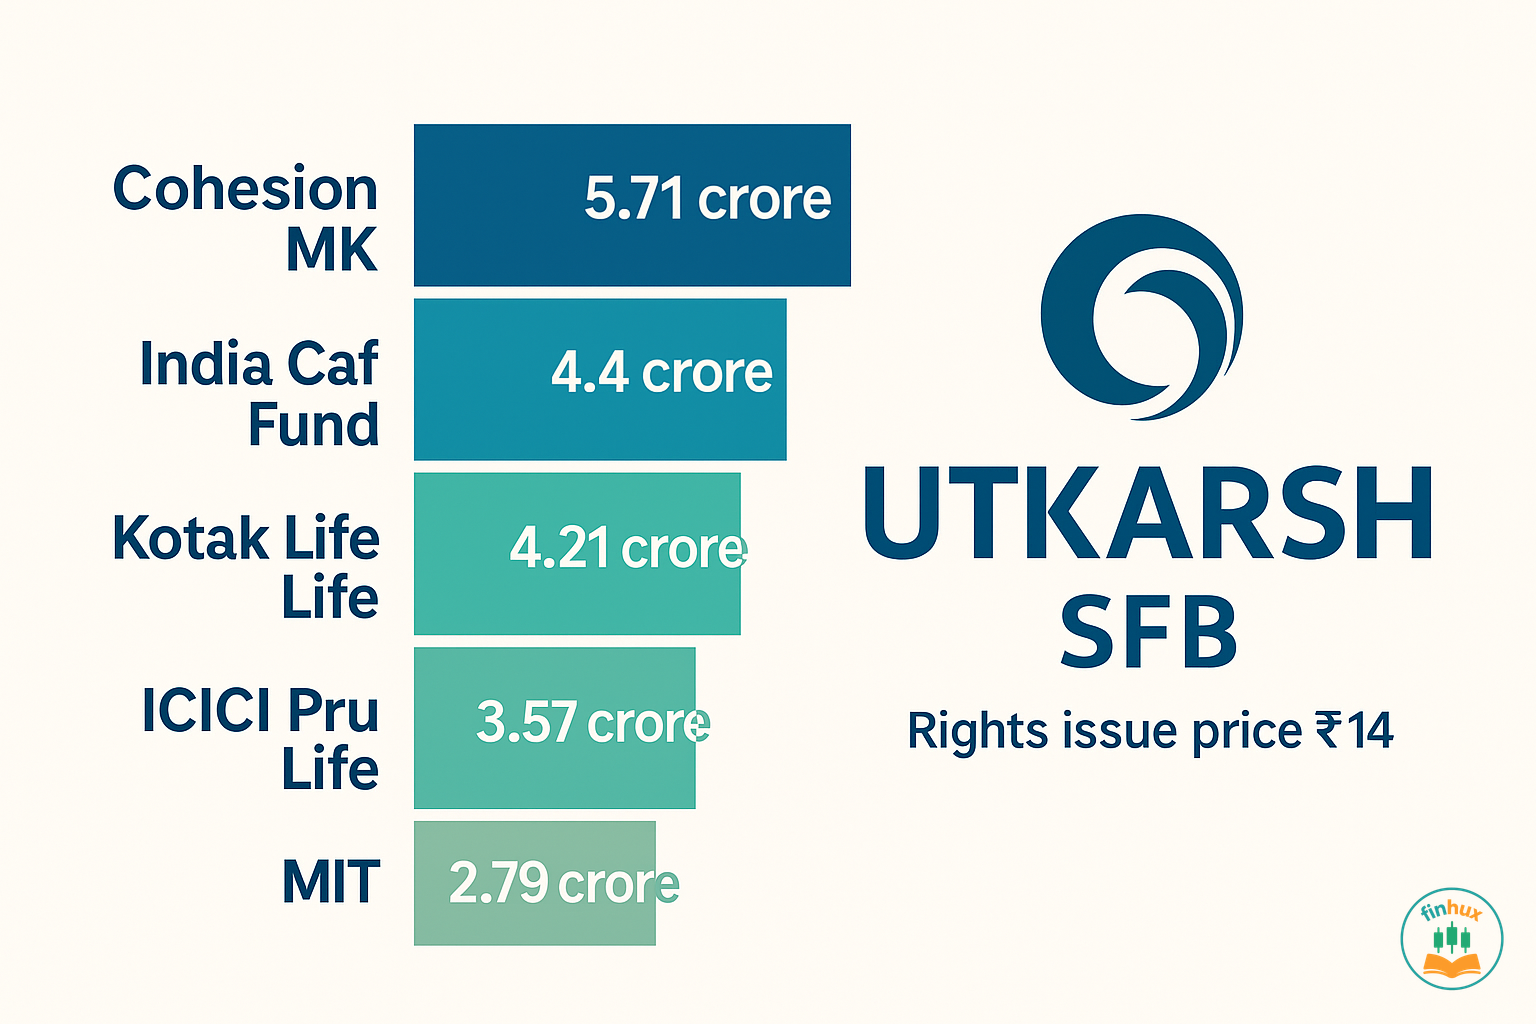 Cohesion
MK
5.71 crore
India Caf
Fund
4.4 crore
Kotak Life
Life
4.21 crore
ICICI Pru
Life
3.57 crore
MIT
2.79 crore
UTKARSH
SFB
Rights issue price ₹14
finhux